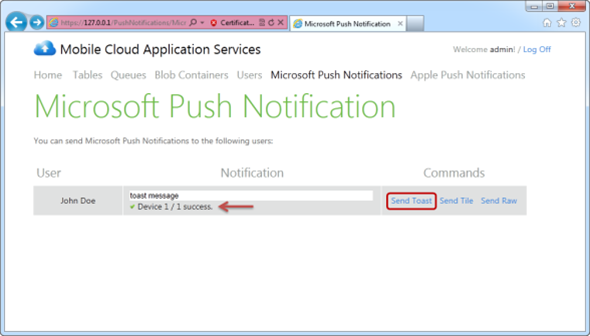 https://127.0.0.1/PushNotifications/Micr
Certificat...
Microsoft Push Notification
Mobile Cloud Application Services
Welcome admin! / Log Off
Home Tables Queues Blob Containers Users Microsoft Push Notifications Apple Push Notifications
Microsoft Push Notification
You can send Microsoft Push Notifications to the following users:
User Notification Commands
toast message
John Doe Send Toast Send Tile Send Raw
Device 1 / 1 success.